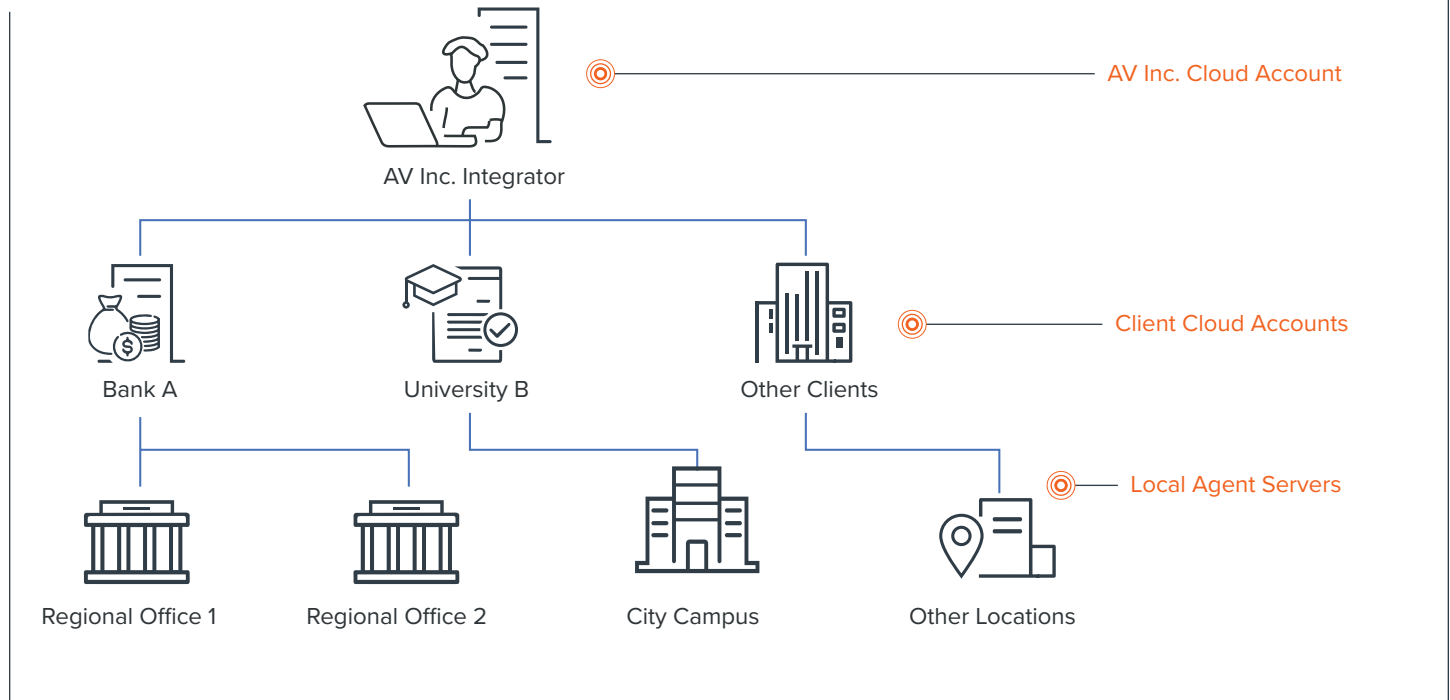 AV Inc. Cloud Account
AV Inc. Integrator
$
Client Cloud Accounts
Bank A
University B
Other Clients
Local Agent Servers
Regional Office 1
Regional Office 2
City Campus
Other Locations